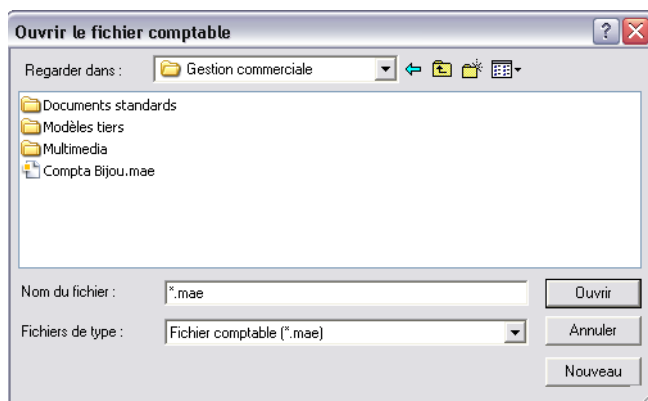 Ouvrir le fichier comptable
Regarder dans :
Gestion commerciale
Documents standards
Modèles tiers
Multimedia
Compta Bijou.mae
Nom du fichier :
*.mae
Ouvrir
Fichiers de type :
Fichier comptable (*.mae)
Annuler
Nouveau